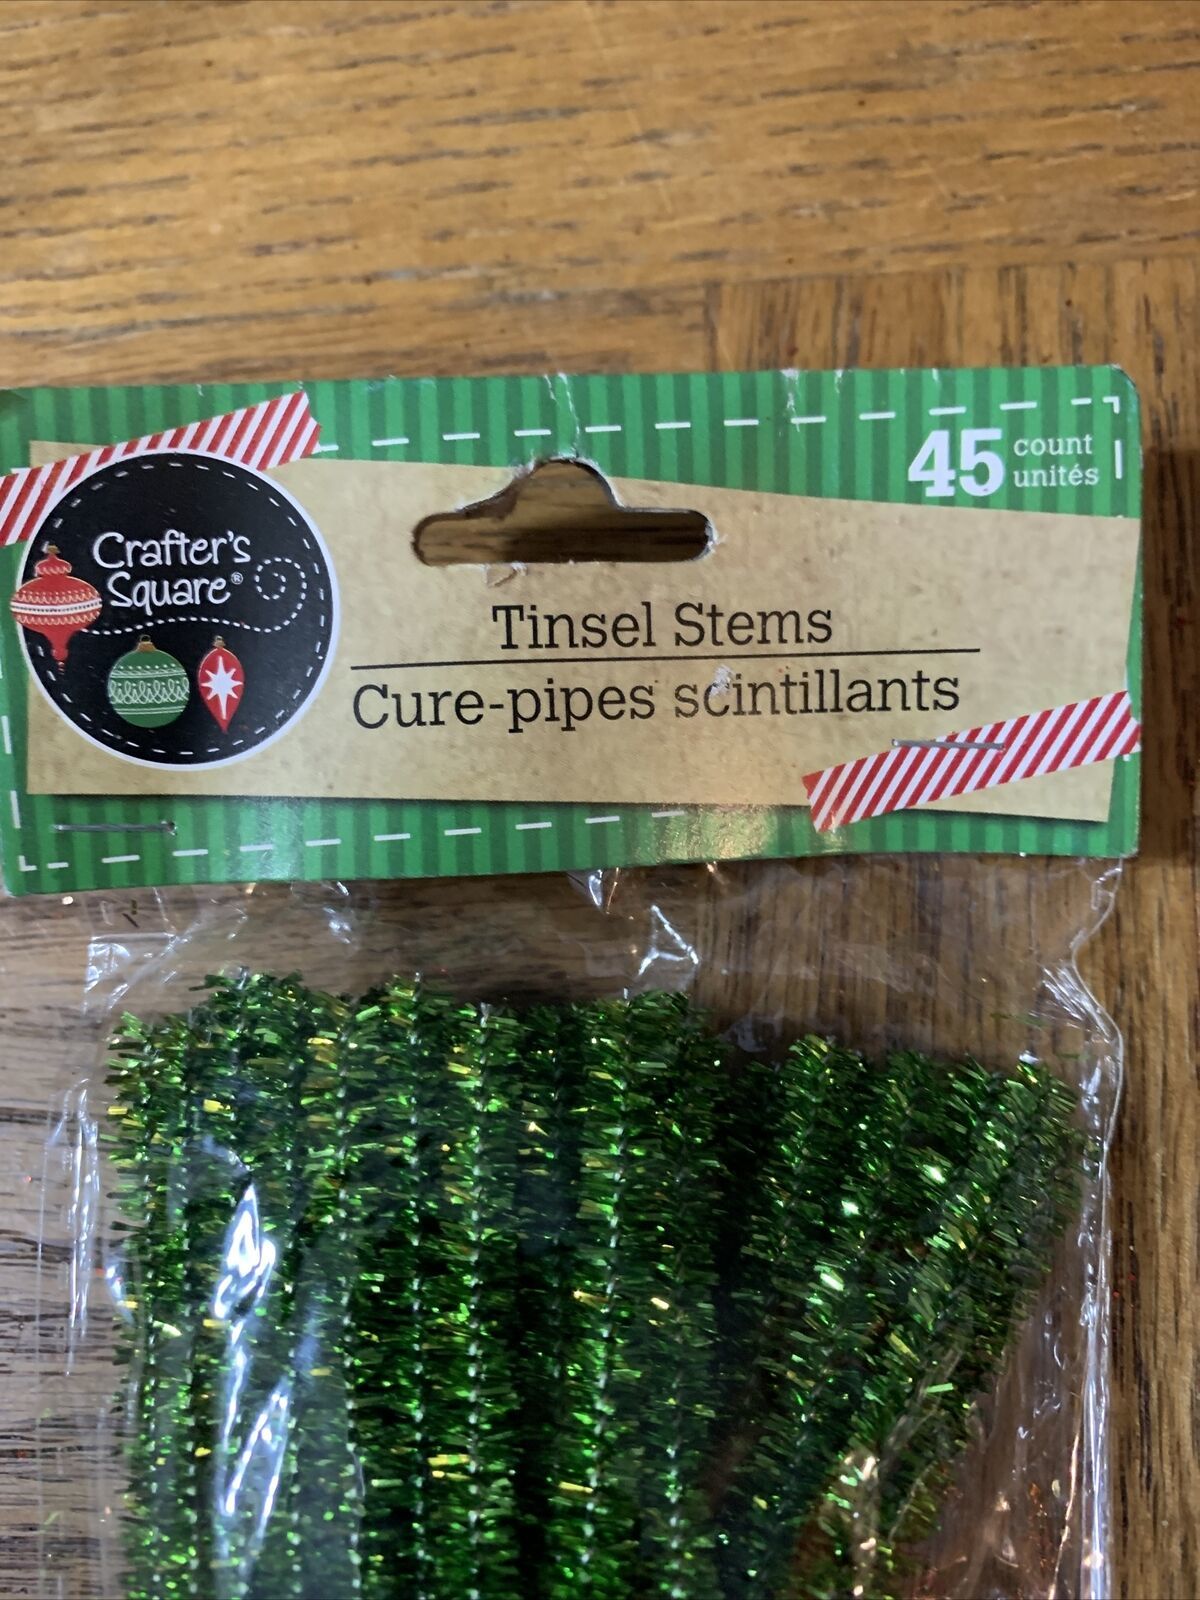 Crafter's
Square®
45 count
unités
Tinsel Stems
Cure-pipes scintillants